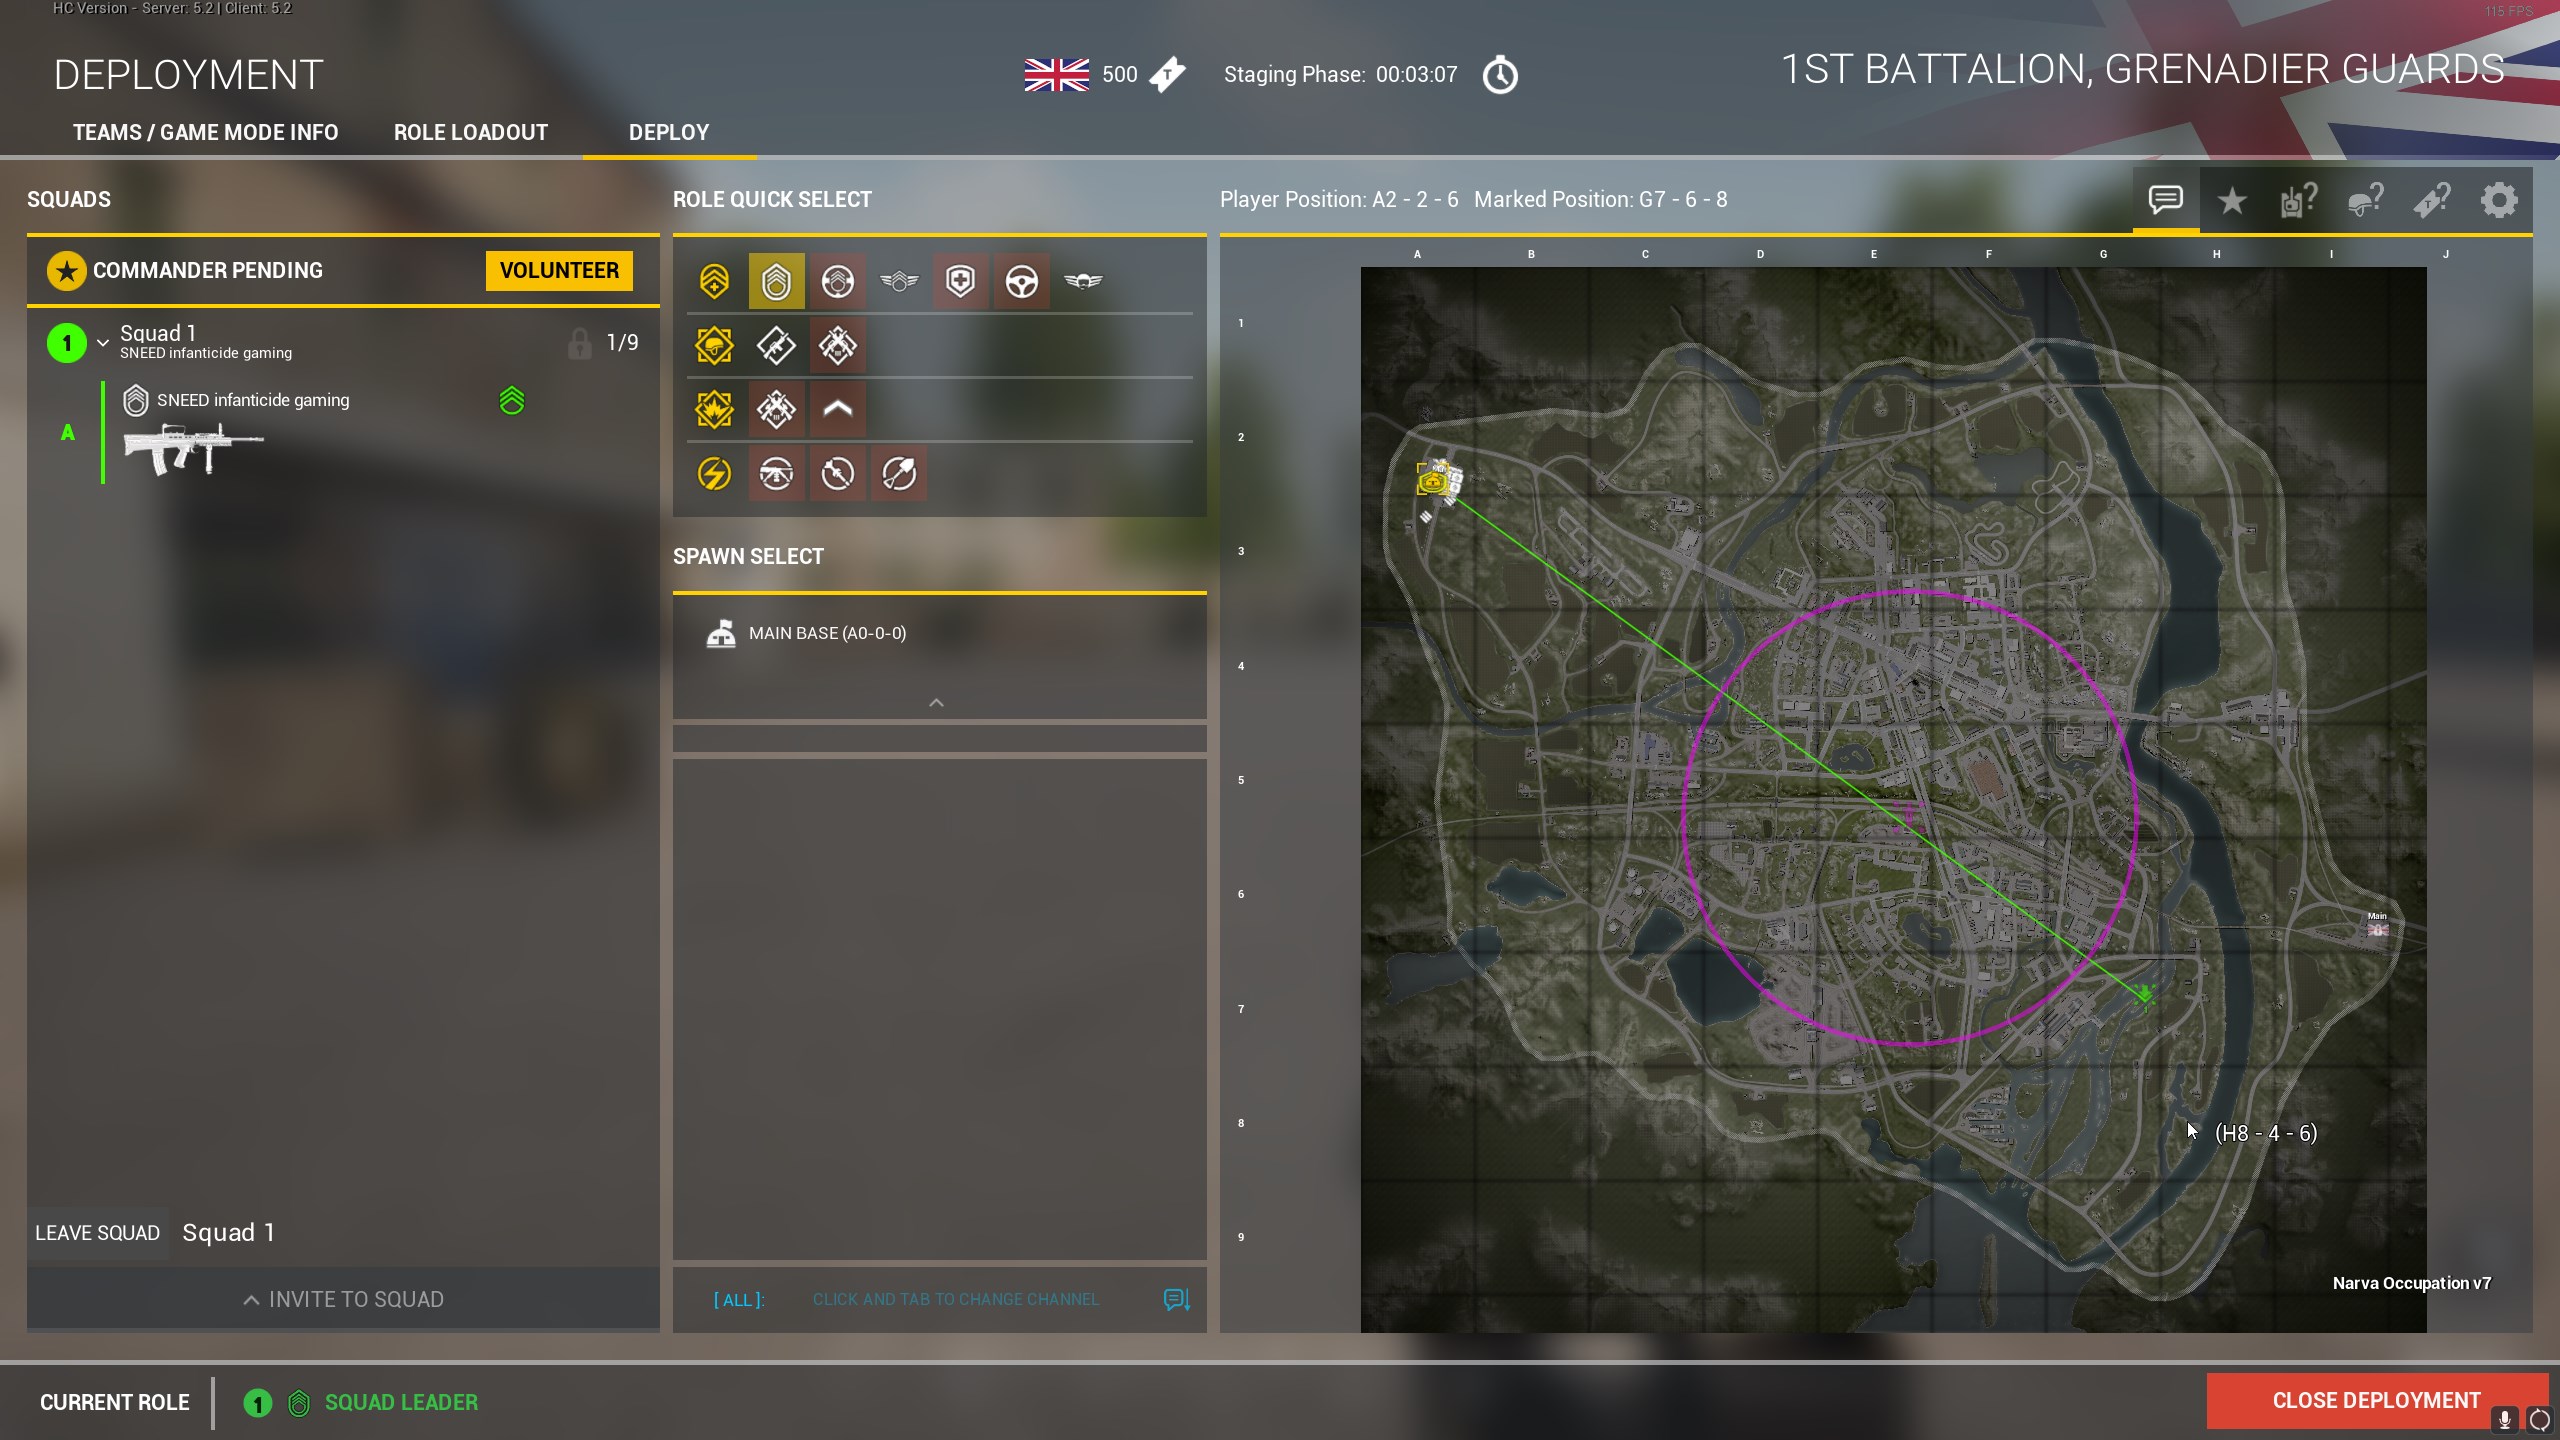 HC Version - Server: 5.2 | Client: 5.2
115 FPS
DEPLOYMENT
500
T
Staging Phase: 00:03:07
1ST BATTALION, GRENADIER GUARDS
TEAMS / GAME MODE INFO
ROLE LOADOUT
DEPLOY
SQUADS
COMMANDER PENDING
VOLUNTEER
1
Squad 1
SNEED infanticide gaming
1/9
A
SNEED infanticide gaming
LEAVE SQUAD
Squad 1
INVITE TO SQUAD
ROLE QUICK SELECT
SPAWN SELECT
MAIN BASE (A0-0-0)
[ ALL ]:
CLICK AND TAB TO CHANGE CHANNEL
Player Position: A2 - 2 - 6 Marked Position: G7 - 6 - 8
A B C D E F G H I J
1
2
3
4
5
6
7
8
9
Main
(H8 - 4 - 6)
Narva Occupation v7
CURRENT ROLE
1
SQUAD LEADER
CLOSE DEPLOYMENT